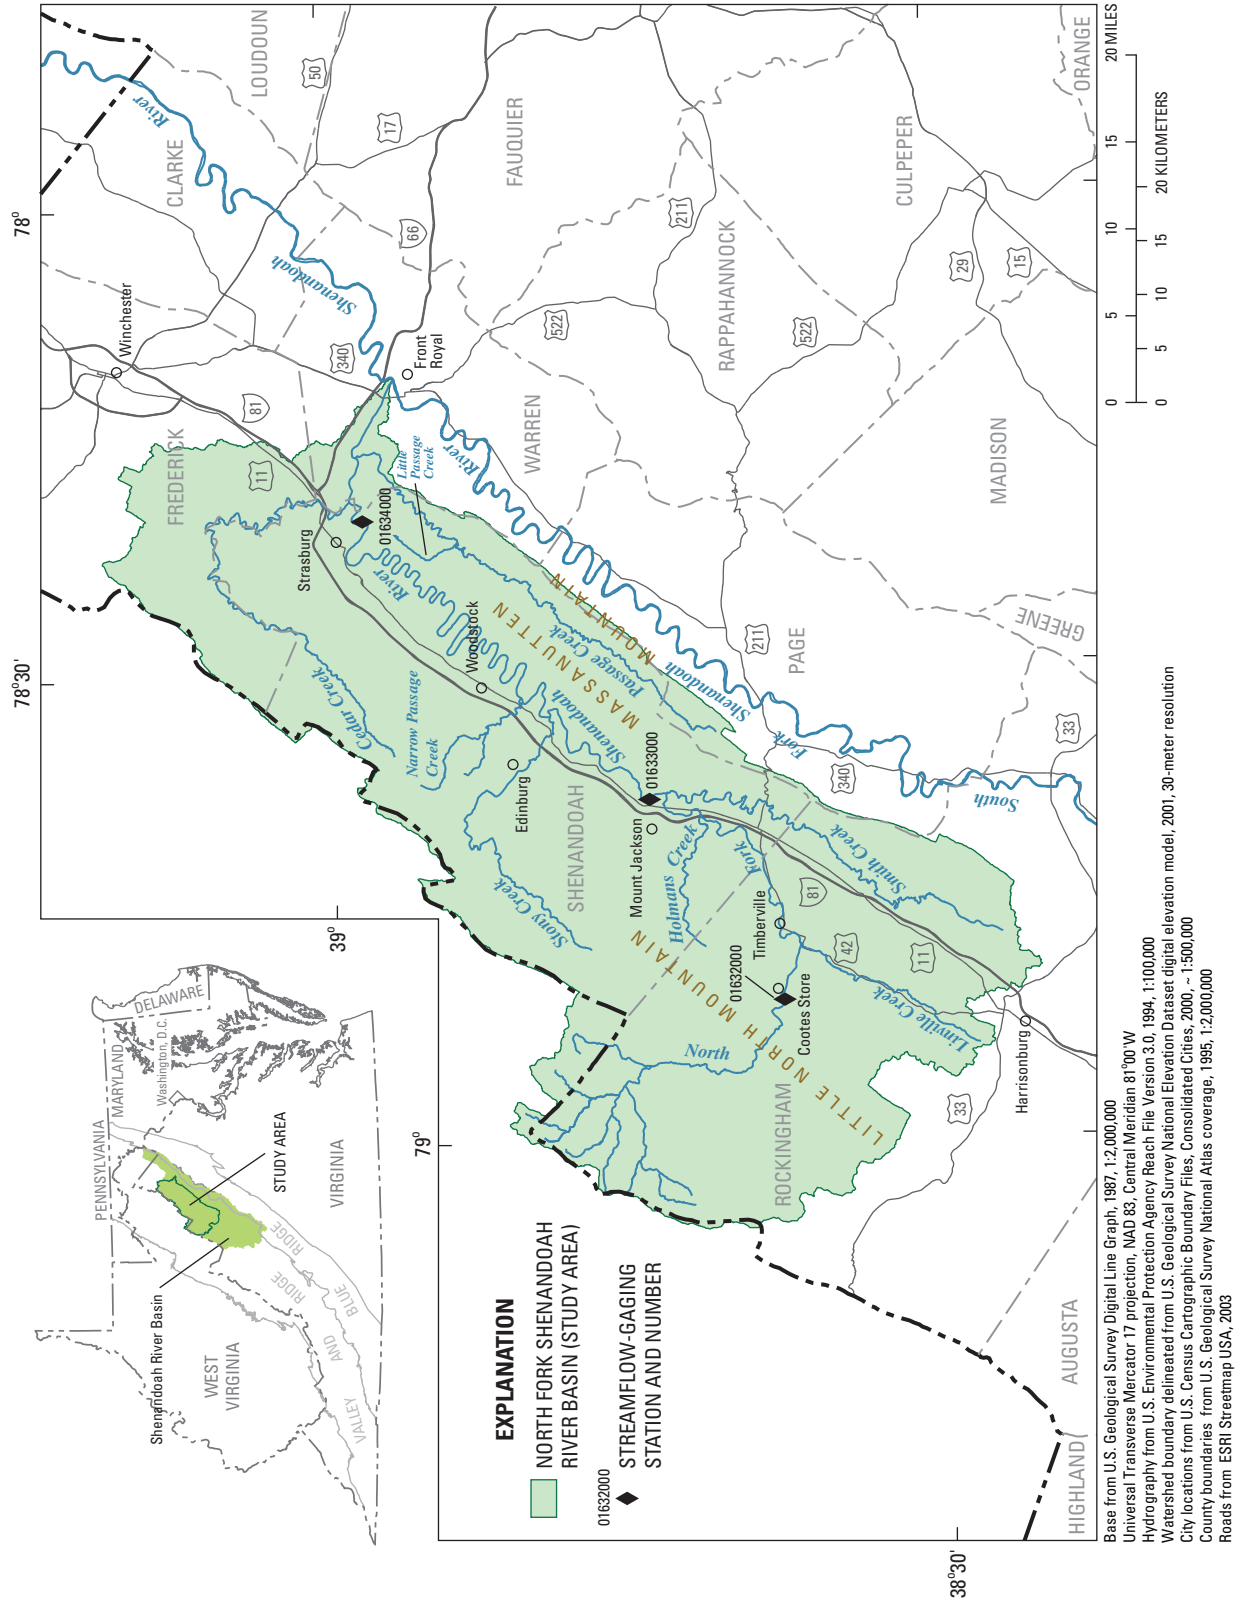 78°30'
78°
79°
39°
38°30'
PENNSYLVANIA
MARYLAND
DELAWARE
Washington, D.C.
WEST
VIRGINIA
VIRGINIA
STUDY AREA
Shenandoah River Basin
VALLEY
AND
RIDGE
BLUE
RIDGE
EXPLANATION
NORTH FORK SHENANDOAH
RIVER BASIN (STUDY AREA)
01632000
STREAMFLOW-GAGING
STATION AND NUMBER
LOUDOUN
CLARKE
FREDERICK
FAUQUIER
CULPEPER
ORANGE
RAPPAHANNOCK
WARREN
MADISON
GREENE
PAGE
SHENANDOAH
ROCKINGHAM
AUGUSTA
HIGHLAND
Winchester
Front
Royal
Strasburg
Woodstock
Edinburg
Mount Jackson
Timberville
Cootes Store
Harrisonburg
01634000
01633000
01632000
River
Shenandoah
River
Shenandoah
Fork
South
Little
Passage
Creek
River
Shenandoah
Fork
North
Passage Creek
Cedar Creek
Narrow Passage
Creek
Stony Creek
Holmans Creek
Smith Creek
Linville Creek
MASSANUTTEN
MOUNTAIN
LITTLE NORTH MOUNTAIN
50
17
66
340
81
11
522
211
522
29
15
211
340
33
81
42
111
33
0
5
10
15
20 MILES
0
5
10
15
20 KILOMETERS
Base from U.S. Geological Survey Digital Line Graph, 1987, 1:2,000,000
Universal Transverse Mercator 17 projection, NAD 83, Central Meridian 81°00'W
Hydrography from U.S. Environmental Protection Agency Reach File Version 3.0, 1994, 1:100,000
Watershed boundary delineated from U.S. Geological Survey National Elevation Dataset digital elevation model, 2001, 30-meter resolution
City locations from U.S. Census Cartographic Boundary Files, Consolidated Cities, 2000, ~ 1:500,000
County boundaries from U.S. Geological Survey National Atlas coverage, 1995, 1:2,000,000
Roads from ESRI Streetmap USA, 2003